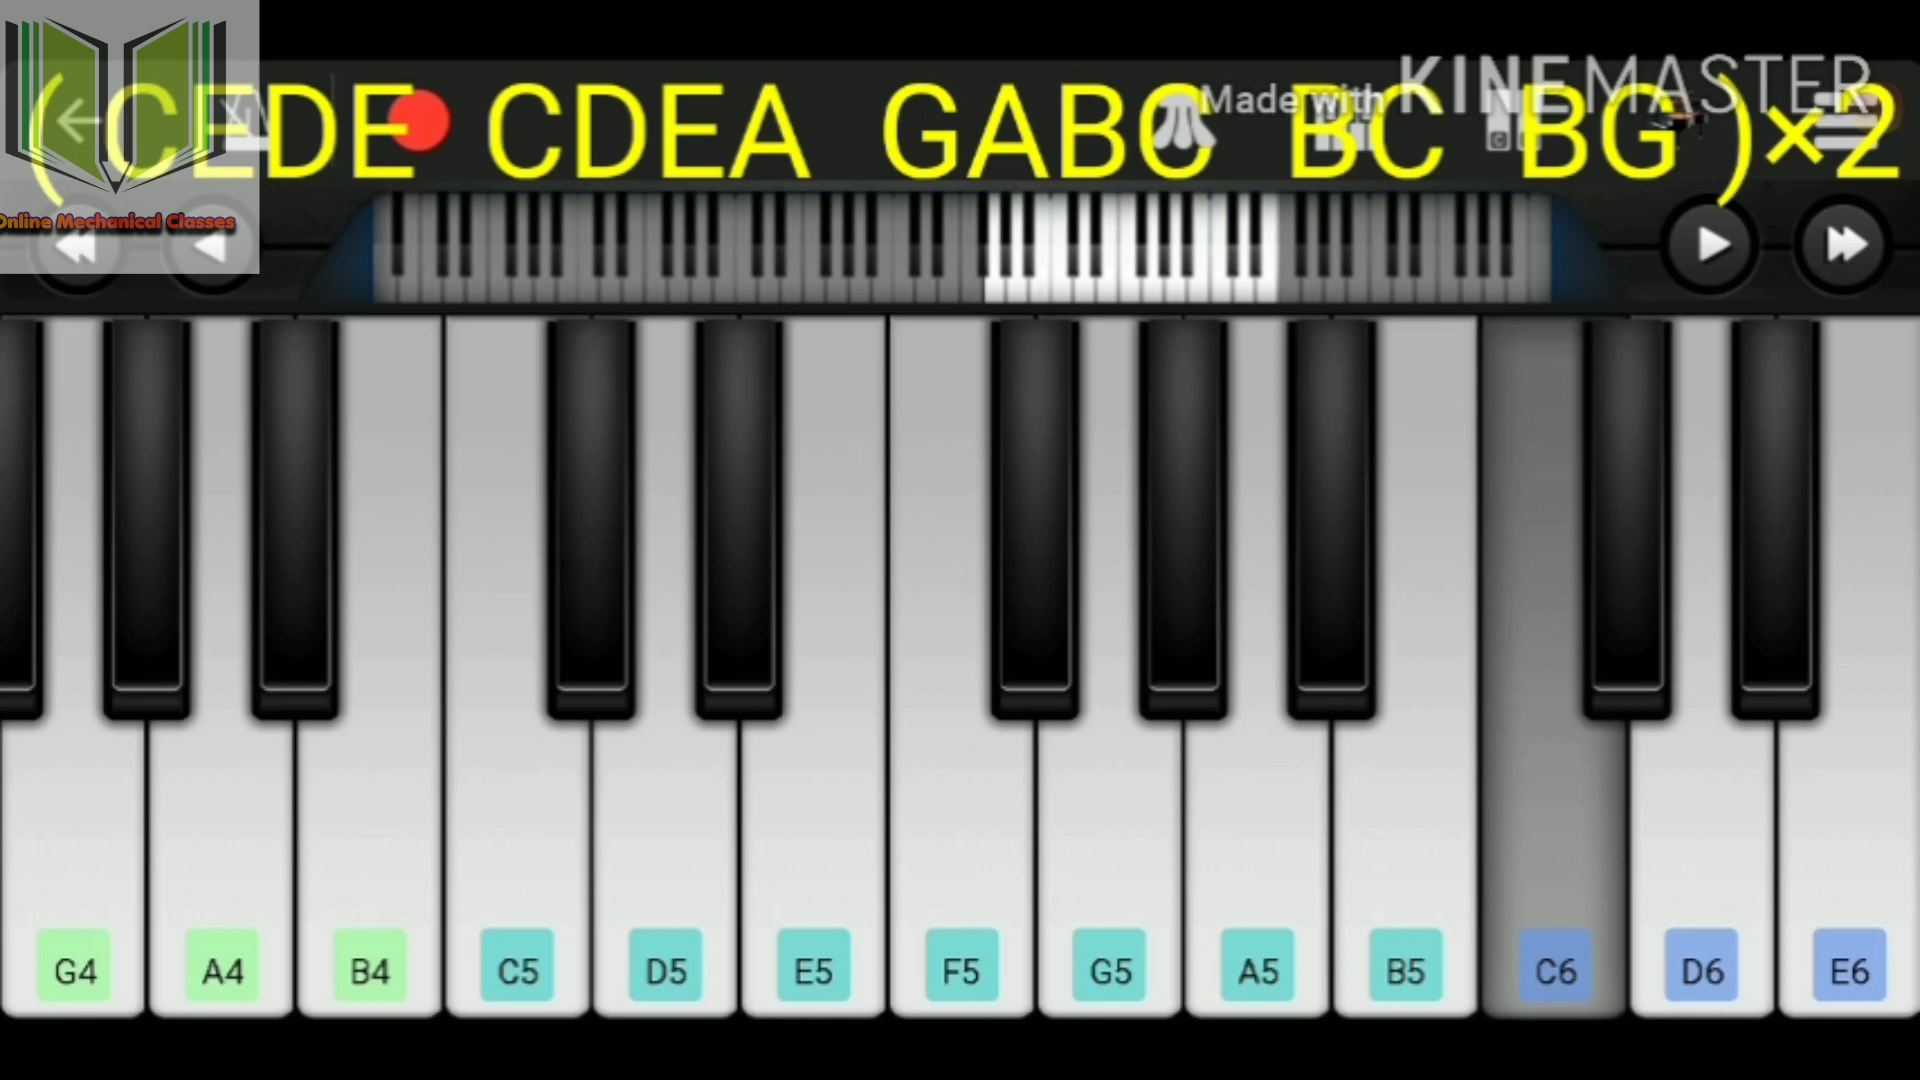 Made with KINEMASTER
( CEDE CDEA GABC BC BG )×2
Online Mechanical Classes
G4 A4 B4 C5 D5 E5 F5 G5 A5 B5 C6 D6 E6